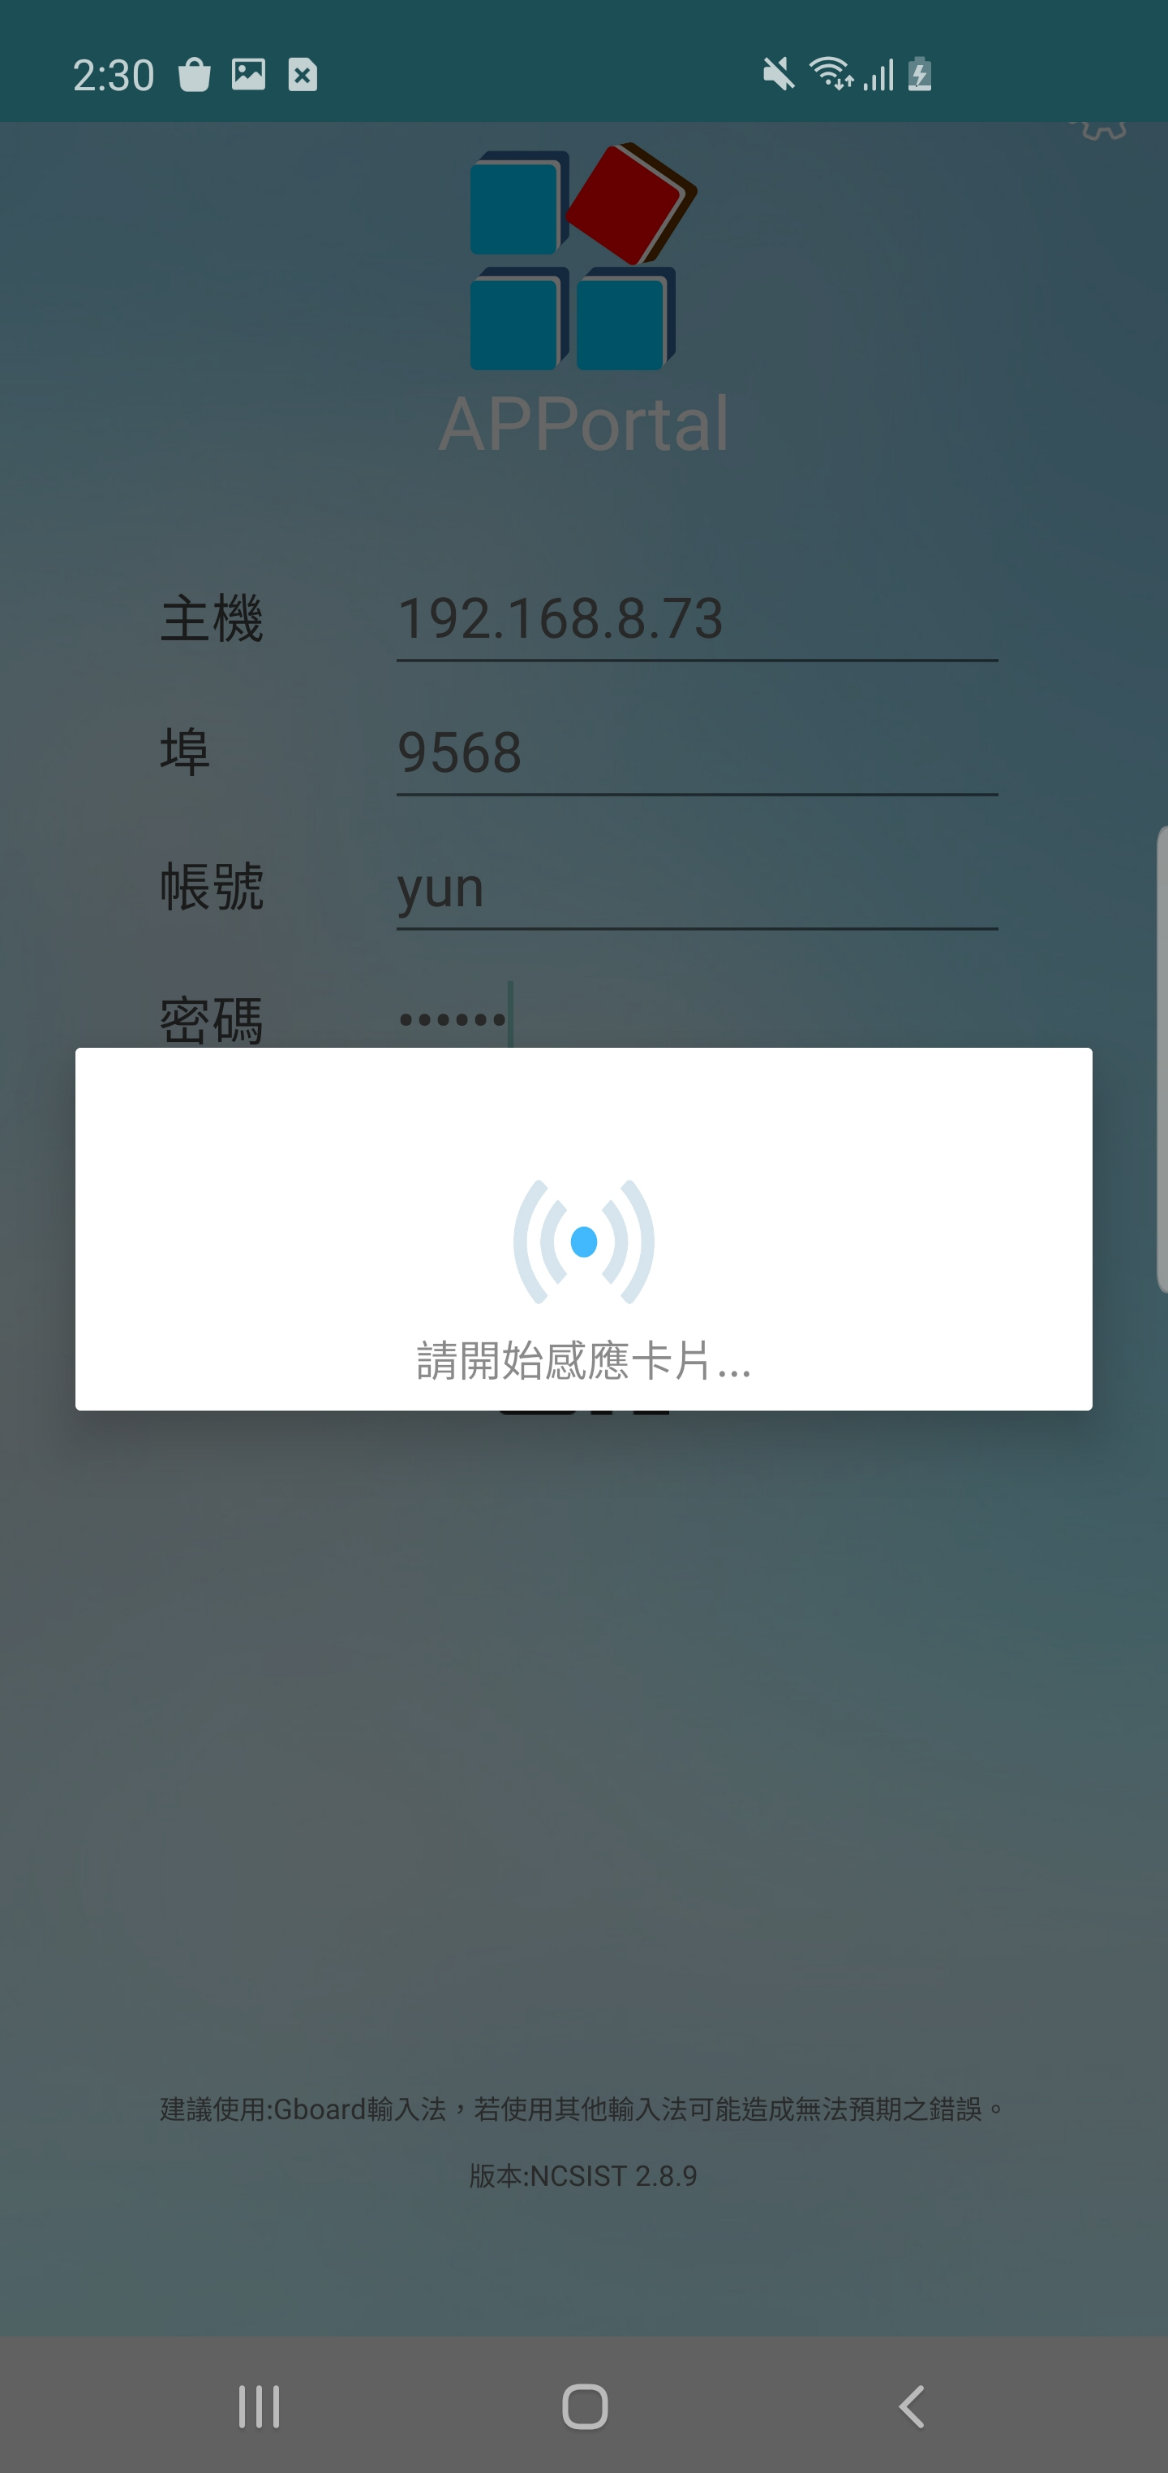 2:30
APPortal
主機 192.168.8.73
埠 9568
帳號 yun
密碼 ••••••
請開始感應卡片...
建議使用:Gboard輸入法，若使用其他輸入法可能造成無法預期之錯誤。
版本:NCSIST 2.8.9